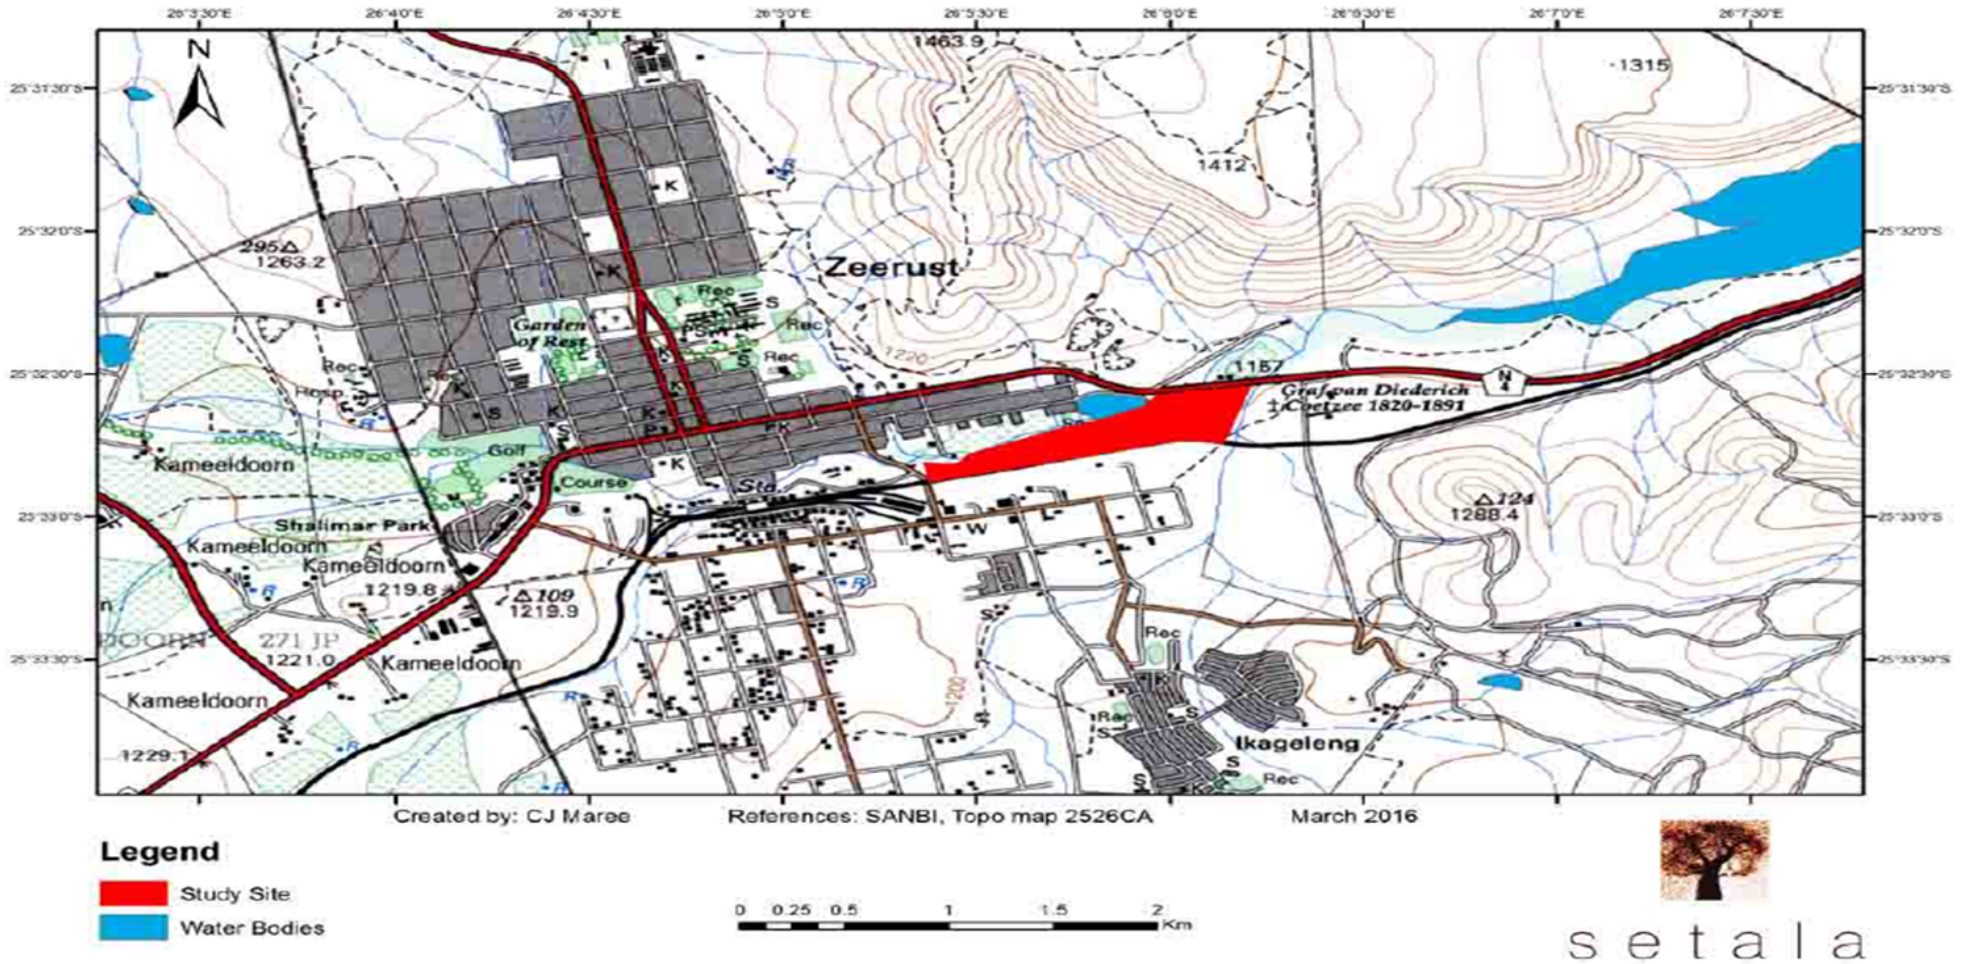 26°3'30"E 26°4'0"E 26°4'30"E 26°5'0"E 26°5'30"E 26°6'0"E 26°6'30"E 26°7'0"E 26°7'30"E
N
1463.9
1315
25°31'30"S 25°31'30"S
1412
R
K
25°32'0"S 25°32'0"S
295
1263.2
K
Zeerust
Rec
S
Garden
of Rest
Rec
1220
K
S
Rec
Rec
1157
25°32'30"S 25°32'30"S
N
4
Graf van Diederich
Coetzee 1820-1891
Hosp
K
S
K
K
R
S
PK
Golf
K
Kameeldoorn
Course
Sta
124
1288.4
25°33'0"S 25°33'0"S
Shalimar Park
W
L
Kameeldoorn
Kameeldoorn
R
1219.8
109
1219.9
R
S
DOORN 271 JP
Rec
1221.0
25°33'30"S 25°33'30"S
Kameeldoorn
Kameeldoorn
R
1200
K
Rec
S
S
Ikageleng
R
1229.1
S
S
Rec
R
Created by: CJ Maree References: SANBI, Topo map 2526CA March 2016
Legend
Study Site
Water Bodies
0 0.25 0.5 1 1.5 2
Km
setala